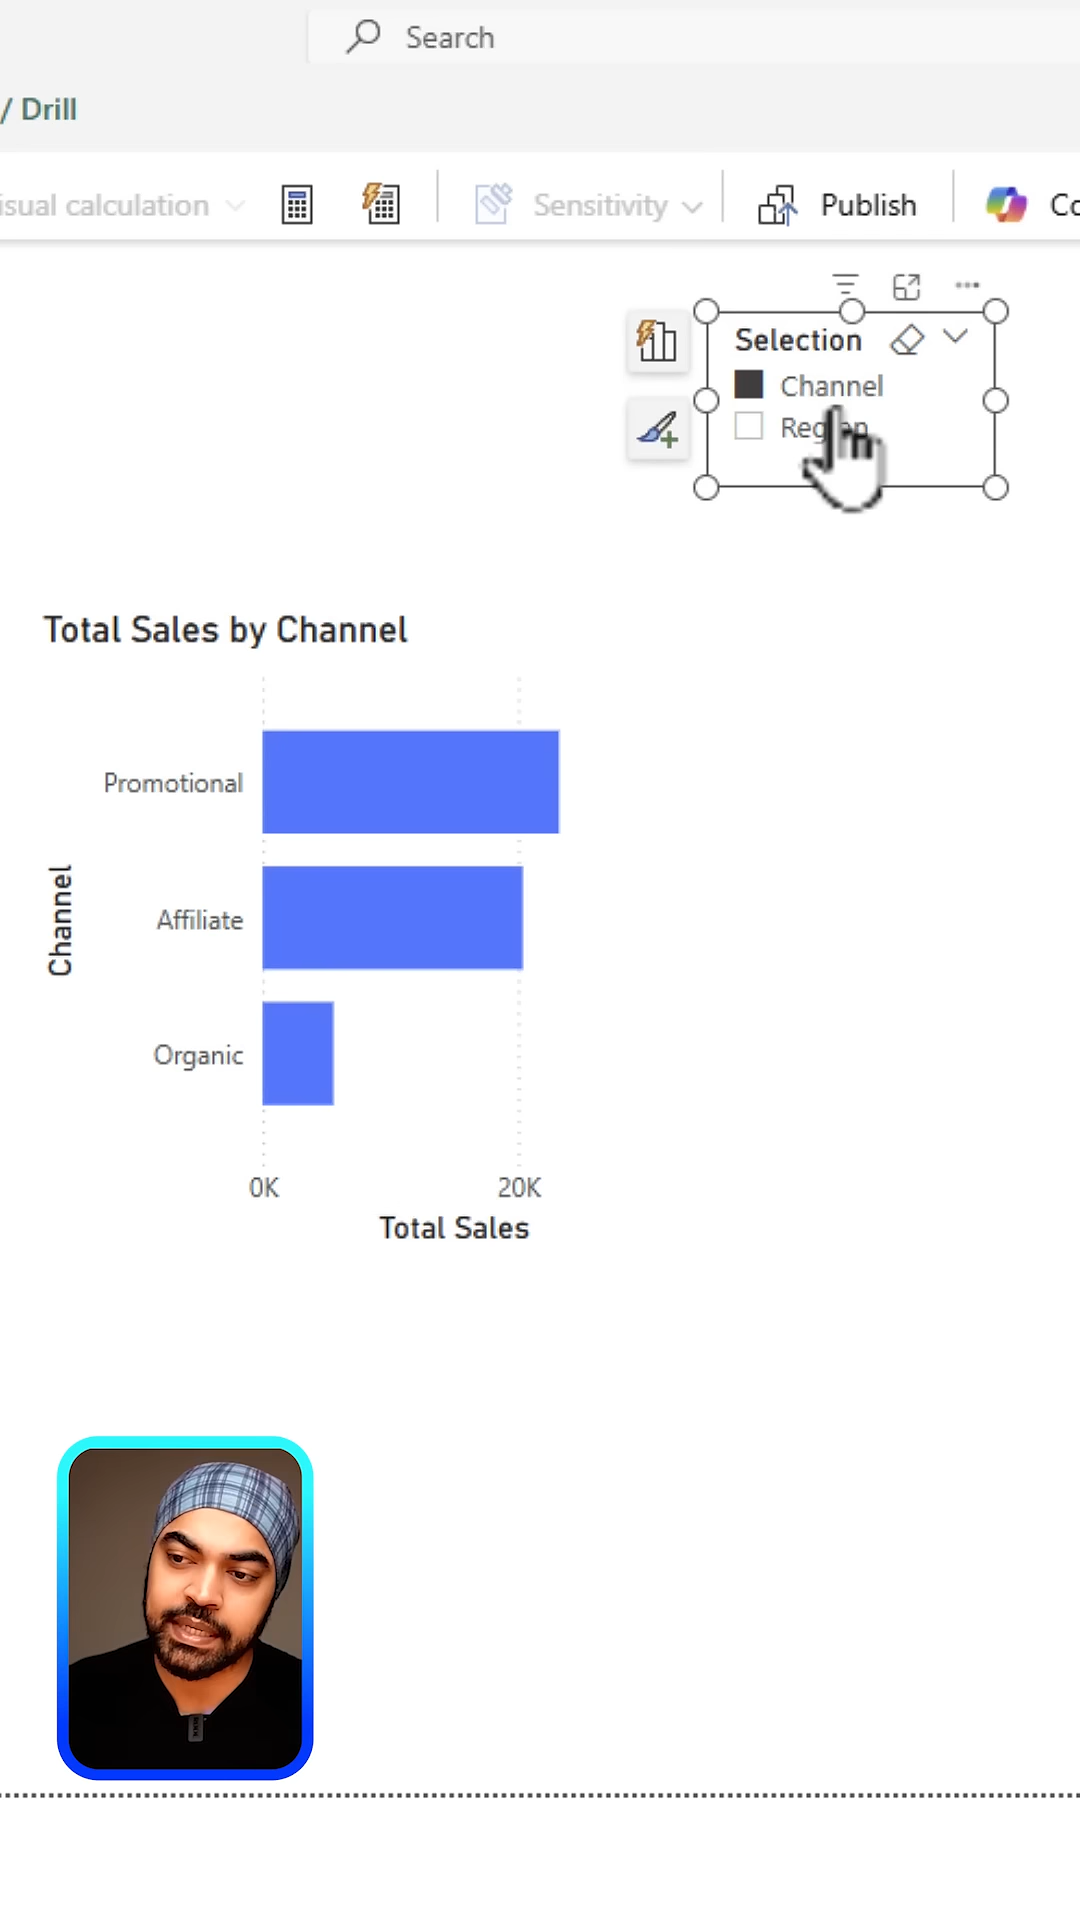 Search
/ Drill
isual calculation
Sensitivity
Publish
Co
Selection
Channel
Region
Total Sales by Channel
Promotional
Affiliate
Organic
Channel
0K
20K
Total Sales